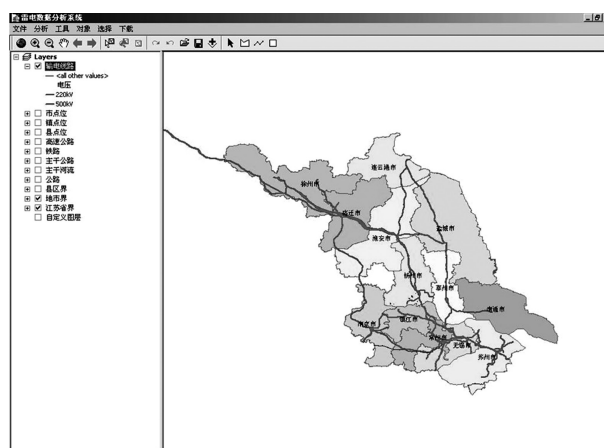 雷电数据分析系统
文件 分析 工具 对象 选择 下载
Layers
输电线路
<all other values>
电压
220kV
500kV
市点位
镇点位
县点位
高速公路
铁路
主干公路
主干河流
公路
县区界
地市界
江苏省界
自定义图层
连云港市
徐州市
宿迁市
盐城市
淮安市
扬州市
泰州市
南通市
镇江市
南京市
常州市
无锡市
苏州市